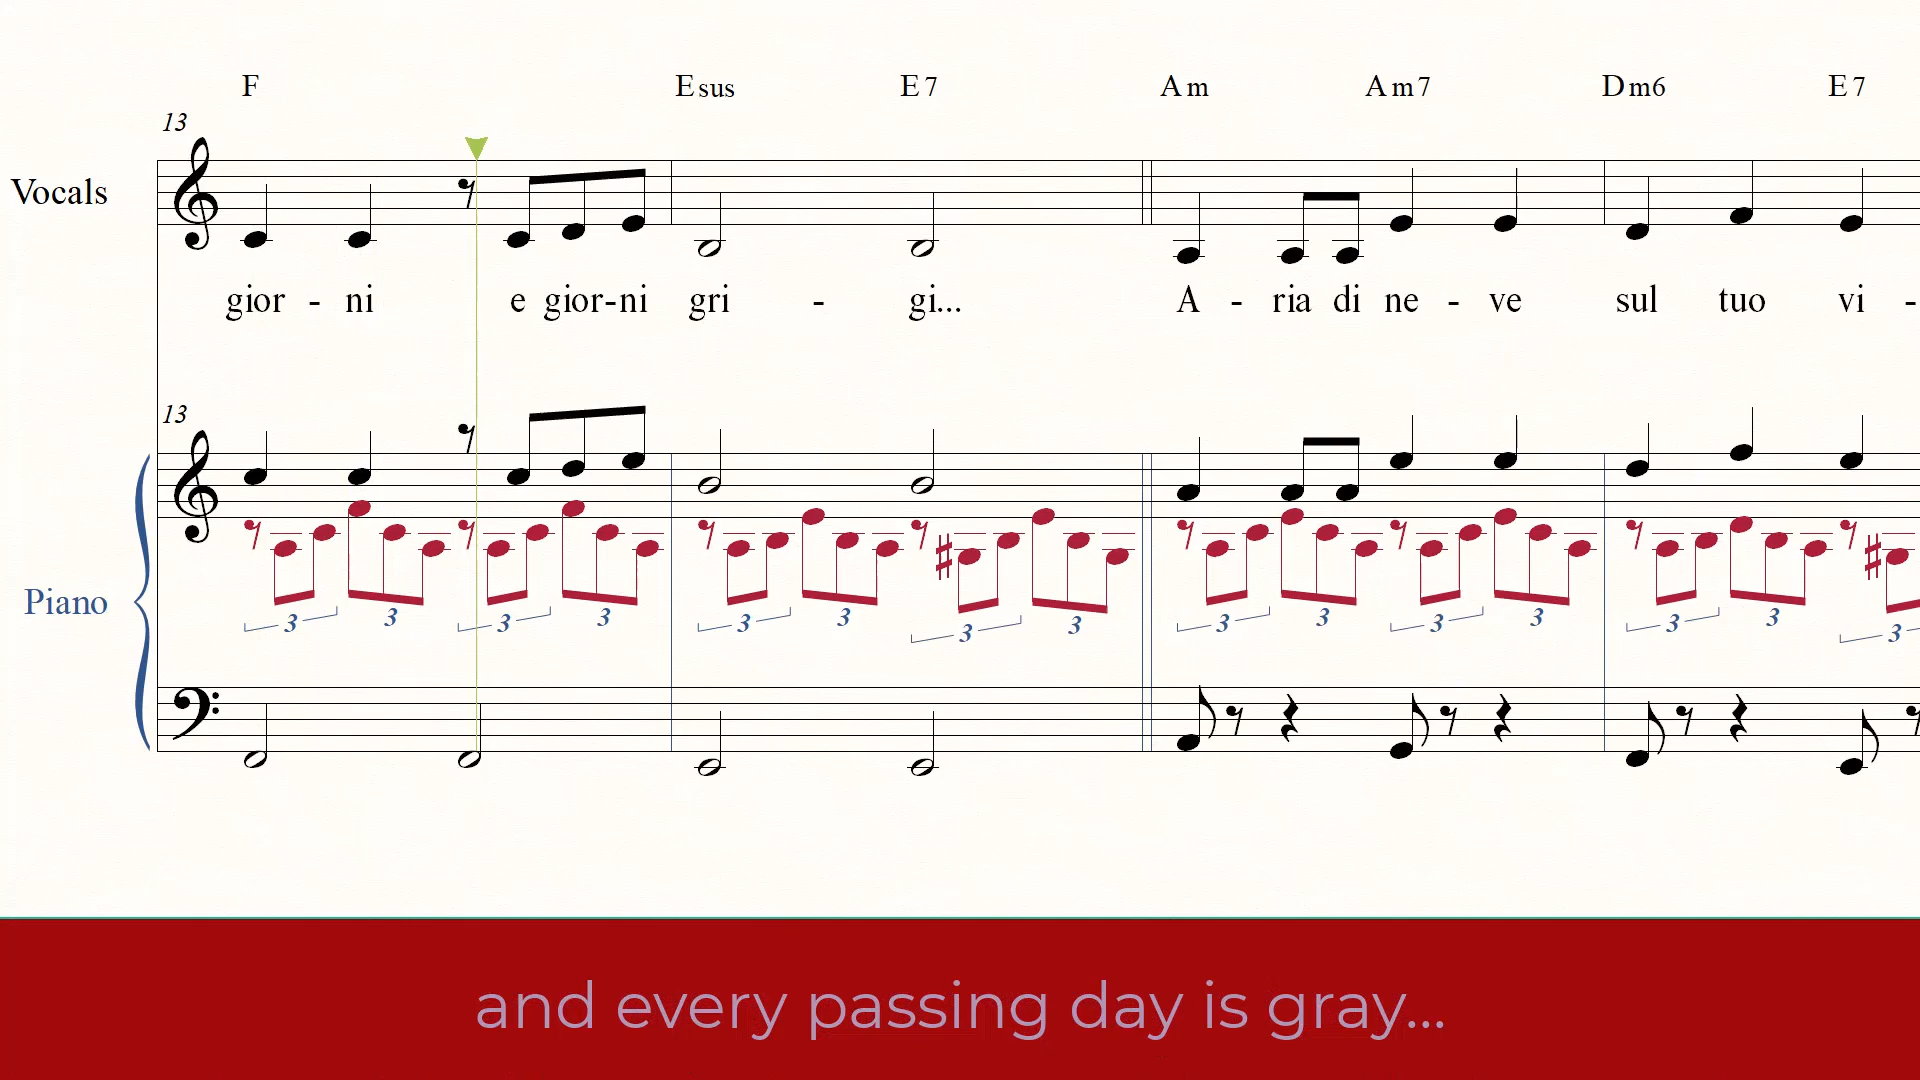 F Esus E7 Am Am7 Dm6 E7
13
Vocals
gior - ni e gior-ni gri - gi... A - ria di ne - ve sul tuo vi -
13
Piano
3 3 3 3 3 3 3 3 3 3 3 3 3 3 3
and every passing day is gray...